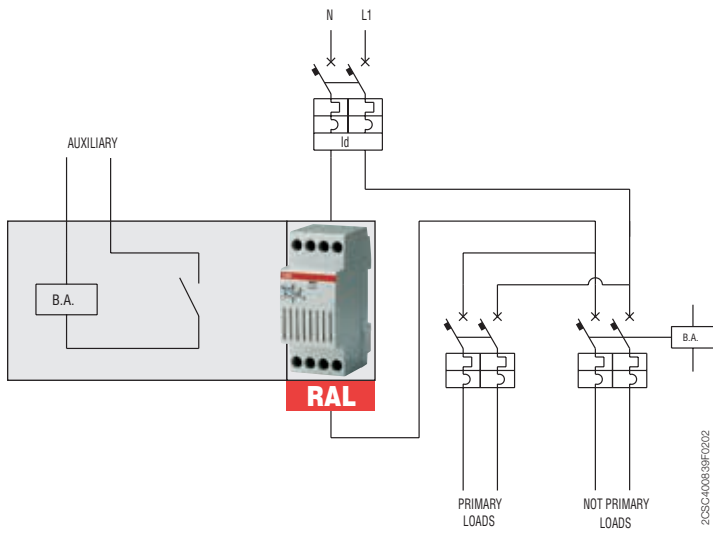 N L1
Id
AUXILIARY
B.A.
RAL
B.A.
PRIMARY
LOADS
NOT PRIMARY
LOADS
2CSC400839F0202